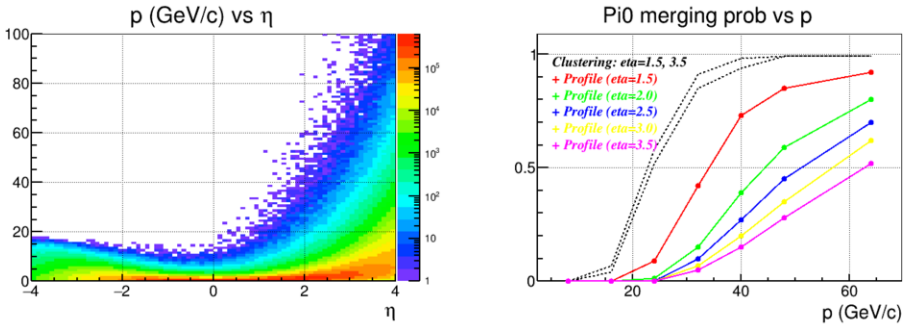 p (GeV/c) vs η
100
80
60
40
20
0
−4
−2
0
2
4
η
10⁵
10⁴
10³
10²
10
1
Pi0 merging prob vs p
1
0.5
0
Clustering: eta=1.5, 3.5
+ Profile (eta=1.5)
+ Profile (eta=2.0)
+ Profile (eta=2.5)
+ Profile (eta=3.0)
+ Profile (eta=3.5)
20
40
60
p (GeV/c)